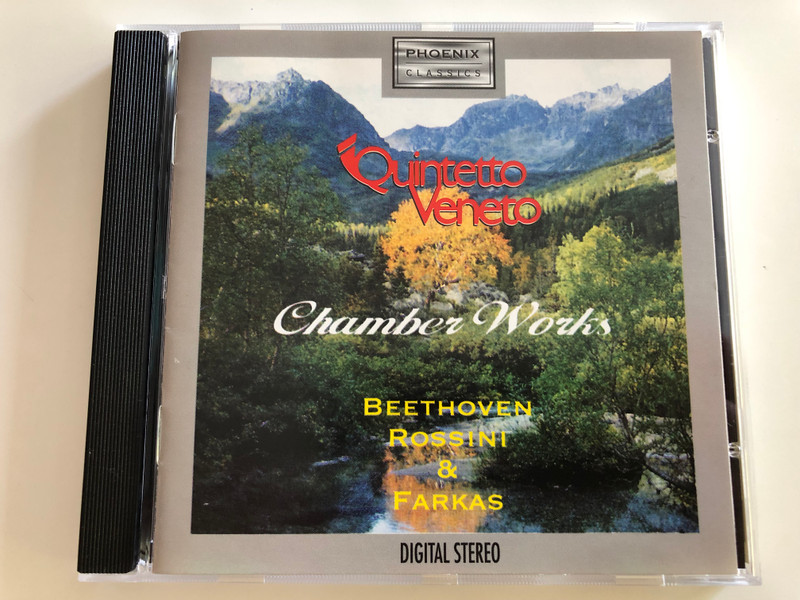 PHOENIX
CLASSICS
Quintetto
Veneto
Chamber Works
BEETHOVEN
ROSSINI
&
FARKAS
DIGITAL STEREO